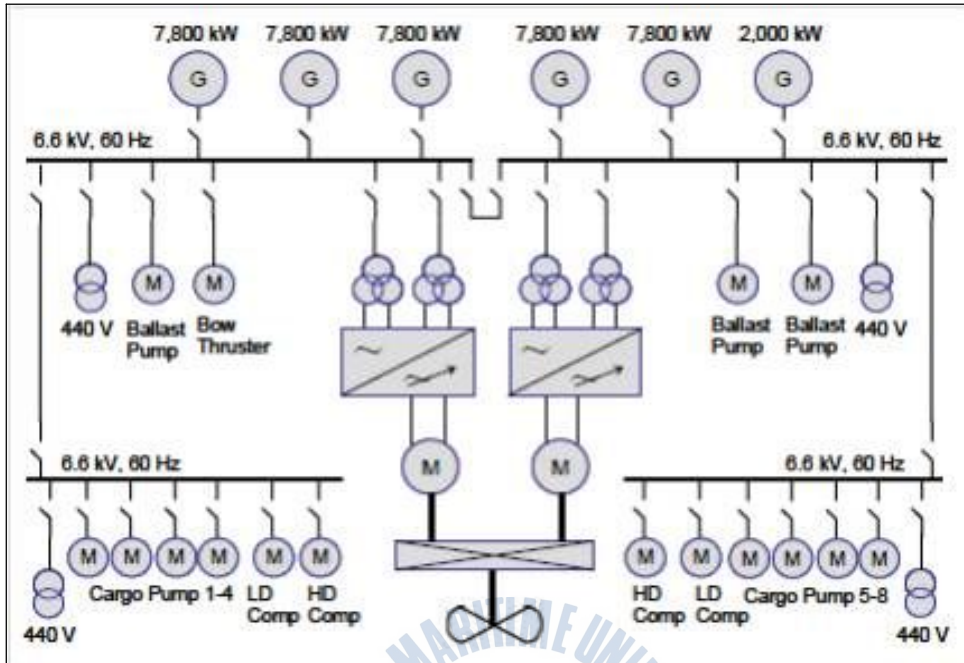 7,800 kW 7,800 kW 7,800 kW 7,800 kW 7,800 kW 2,000 kW
G G G G G G
6.6 kV, 60 Hz 6.6 kV, 60 Hz
M M M M
440 V Ballast Pump Bow Thruster Ballast Pump Ballast Pump 440 V
M M
6.6 kV, 60 Hz 6.6 kV, 60 Hz
M M M M M M M M M M M M
Cargo Pump 1-4 LD Comp HD Comp HD Comp LD Comp Cargo Pump 5-8
440 V 440 V
MARITIME UNI